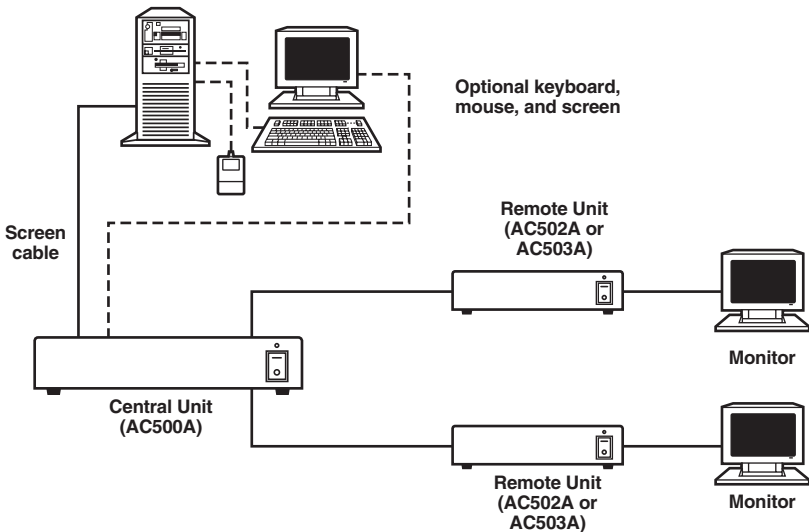 Optional keyboard,
mouse, and screen
Screen
cable
Remote Unit
(AC502A or
AC503A)
Monitor
Central Unit
(AC500A)
Remote Unit
(AC502A or
AC503A)
Monitor